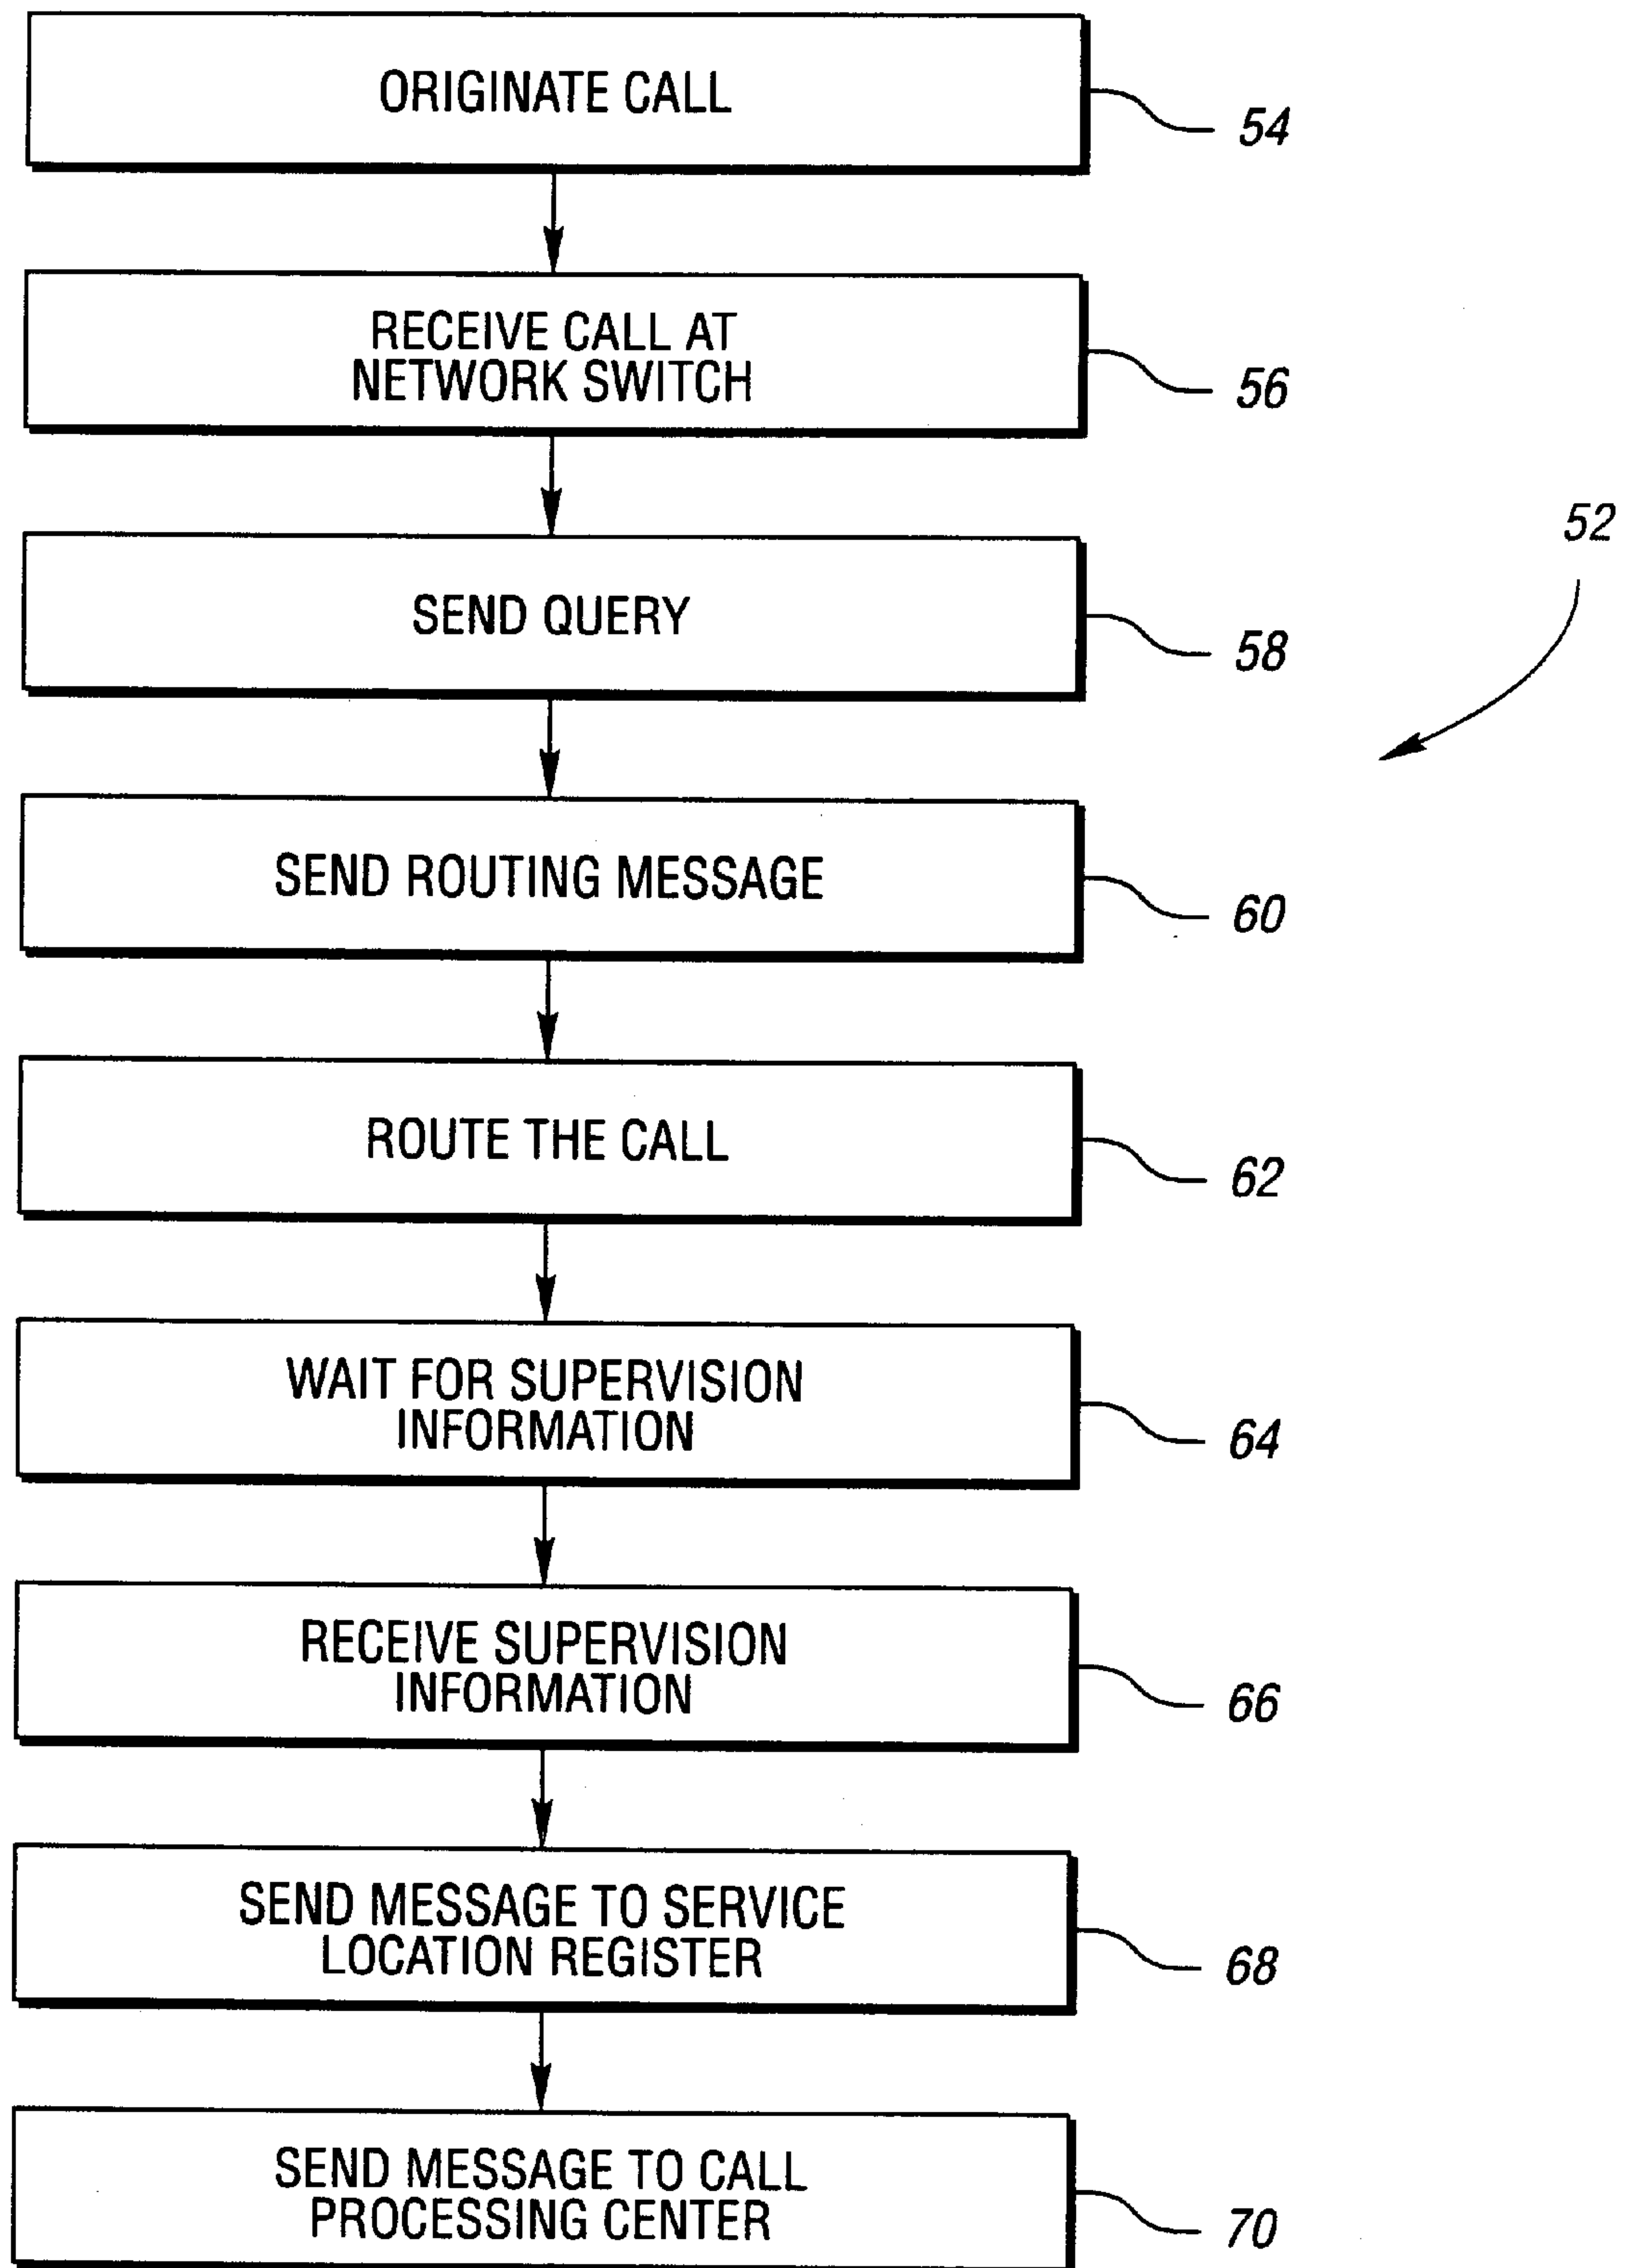 ORIGINATE CALL
54
RECEIVE CALL AT
NETWORK SWITCH
56
52
SEND QUERY
58
SEND ROUTING MESSAGE
60
ROUTE THE CALL
62
WAIT FOR SUPERVISION
INFORMATION
64
RECEIVE SUPERVISION
INFORMATION
66
SEND MESSAGE TO SERVICE
LOCATION REGISTER
68
SEND MESSAGE TO CALL
PROCESSING CENTER
70